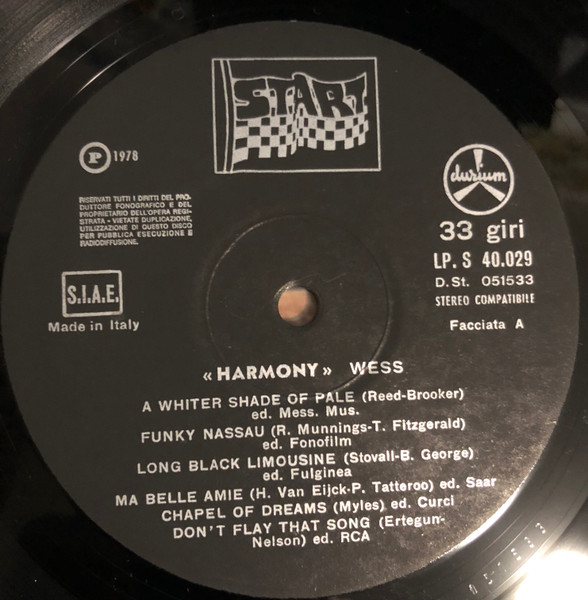 START
P 1978
RISERVATI TUTTI I DIRITTI DEL PRO-
DUTTORE FONOGRAFICO E DEL
PROPRIETARIO DELL'OPERA REGI-
STRATA - VIETATE DUPLICAZIONE,
UTILIZZAZIONE DI QUESTO DISCO
PER PUBBLICA ESECUZIONE E
RADIODIFFUSIONE.
S.I.A.E.
Made in Italy
durium
33 giri
LP. S 40.029
D. St. 051533
STEREO COMPATIBILE
Facciata A
«HARMONY» WESS
A WHITER SHADE OF PALE (Reed-Brooker)
ed. Mess. Mus.
FUNKY NASSAU (R. Munnings-T. Fitzgerald)
ed. Fonofilm
LONG BLACK LIMOUSINE (Stovall-B. George)
ed. Fulginea
MA BELLE AMIE (H. Van Eijck-P. Tatteroo) ed. Saar
CHAPEL OF DREAMS (Myles) ed. Curci
DON'T FLAY THAT SONG (Ertegun-
Nelson) ed. RCA